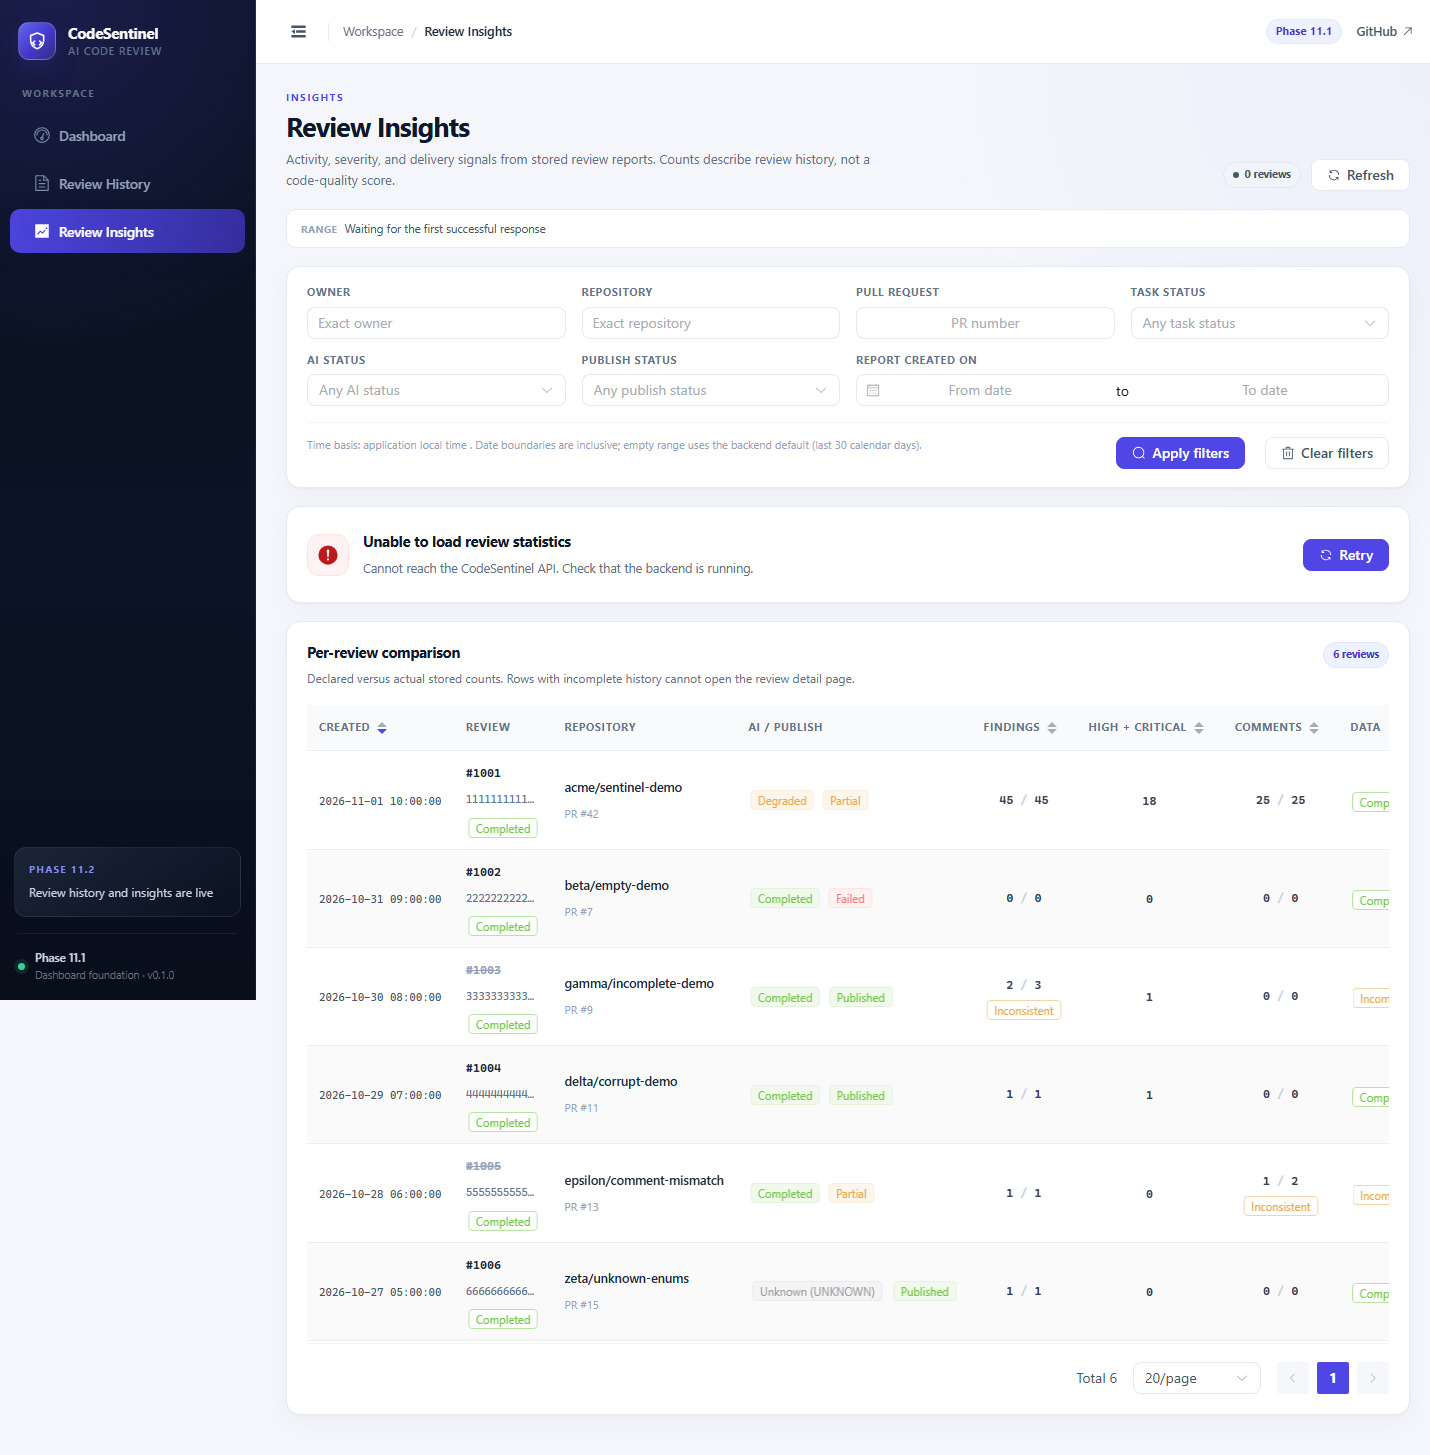 CodeSentinel
AI CODE REVIEW
WORKSPACE
Dashboard
Review History
Review Insights
PHASE 11.2
Review history and insights are live
Phase 11.1
Dashboard foundation · v0.1.0
Workspace / Review Insights
Phase 11.1
GitHub
INSIGHTS
Review Insights
Activity, severity, and delivery signals from stored review reports. Counts describe review history, not a
code-quality score.
0 reviews
Refresh
RANGE Waiting for the first successful response
OWNER
REPOSITORY
PULL REQUEST
TASK STATUS
Exact owner
Exact repository
PR number
Any task status
AI STATUS
PUBLISH STATUS
REPORT CREATED ON
Any AI status
Any publish status
From date
to
To date
Time basis: application local time . Date boundaries are inclusive; empty range uses the backend default (last 30 calendar days).
Apply filters
Clear filters
Unable to load review statistics
Cannot reach the CodeSentinel API. Check that the backend is running.
Retry
Per-review comparison
6 reviews
Declared versus actual stored counts. Rows with incomplete history cannot open the review detail page.
CREATED REVIEW REPOSITORY AI / PUBLISH FINDINGS HIGH + CRITICAL COMMENTS DATA
#1001
2026-11-01 10:00:00
1111111111…
Completed
acme/sentinel-demo
PR #42
Degraded Partial
45 / 45
18
25 / 25
Comp
#1002
2026-10-31 09:00:00
2222222222…
Completed
beta/empty-demo
PR #7
Completed Failed
0 / 0
0
0 / 0
Comp
#1003
2026-10-30 08:00:00
3333333333…
Completed
gamma/incomplete-demo
PR #9
Completed Published
2 / 3
Inconsistent
1
0 / 0
Incom
#1004
2026-10-29 07:00:00
4444444444…
Completed
delta/corrupt-demo
PR #11
Completed Published
1 / 1
1
0 / 0
Comp
#1005
2026-10-28 06:00:00
5555555555…
Completed
epsilon/comment-mismatch
PR #13
Completed Partial
1 / 1
0
1 / 2
Inconsistent
Incom
#1006
2026-10-27 05:00:00
6666666666…
Completed
zeta/unknown-enums
PR #15
Unknown (UNKNOWN) Published
1 / 1
0
0 / 0
Comp
Total 6
20/page
1